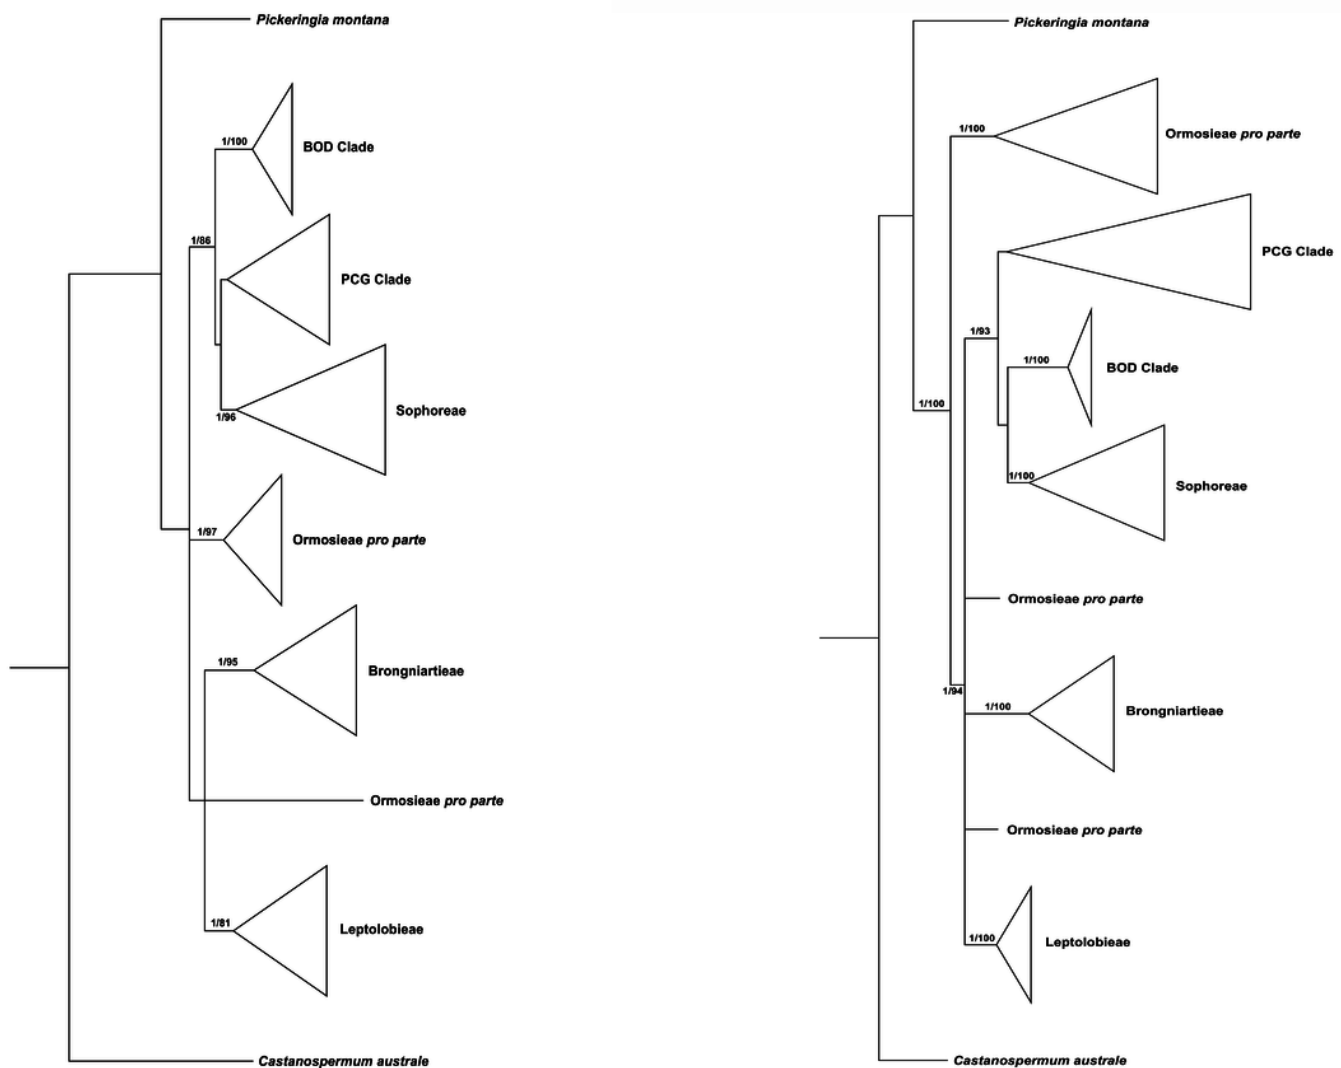 Pickeringia montana
1/100
BOD Clade
1/86
PCG Clade
1/96
Sophoreae
1/97
Ormosieae pro parte
1/95
Brongniartieae
Ormosieae pro parte
1/81
Leptolobieae
Castanospermum australe
Pickeringia montana
1/100
Ormosieae pro parte
PCG Clade
1/93
1/100
BOD Clade
1/100
1/100
Sophoreae
Ormosieae pro parte
1/94
1/100
Brongniartieae
Ormosieae pro parte
1/100
Leptolobieae
Castanospermum australe